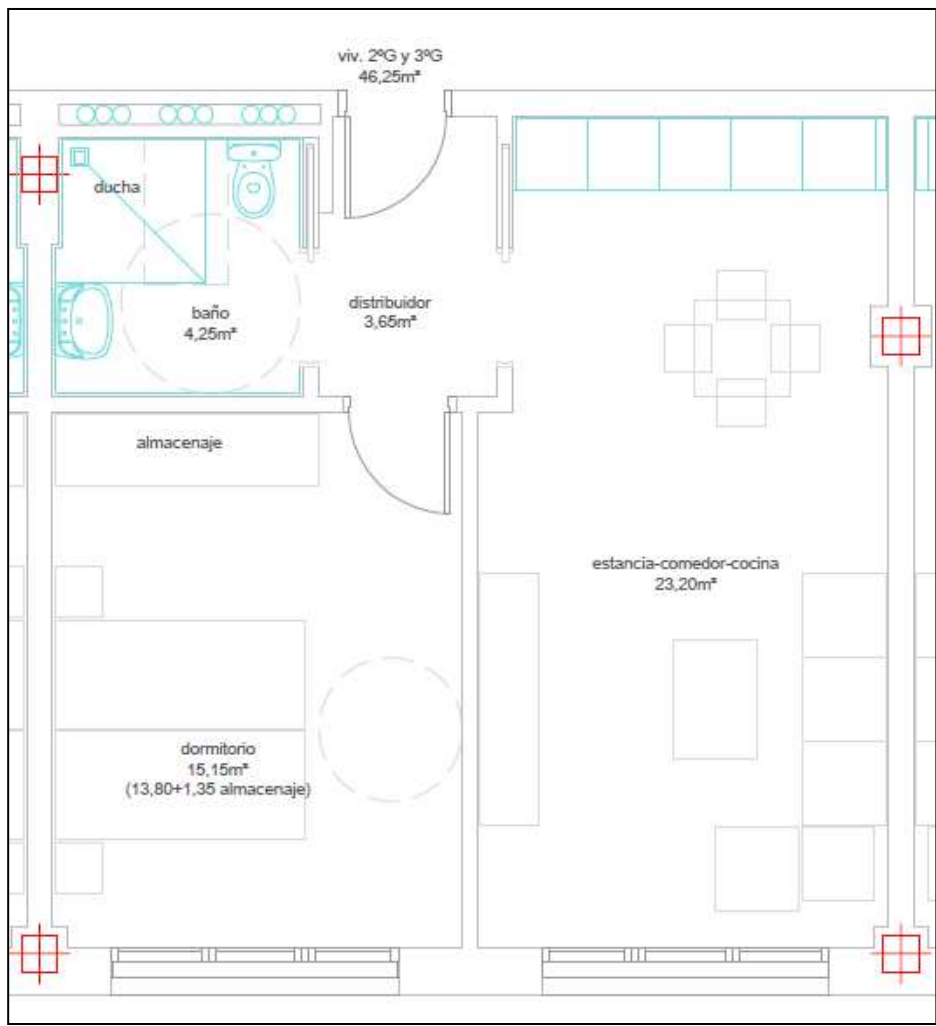 viv. 2ºG y 3ºG
46,25m²
ducha
baño
4,25m²
distribuidor
3,65m²
almacenaje
estancia-comedor-cocina
23,20m²
dormitorio
15,15m²
(13,80+1,35 almacenaje)